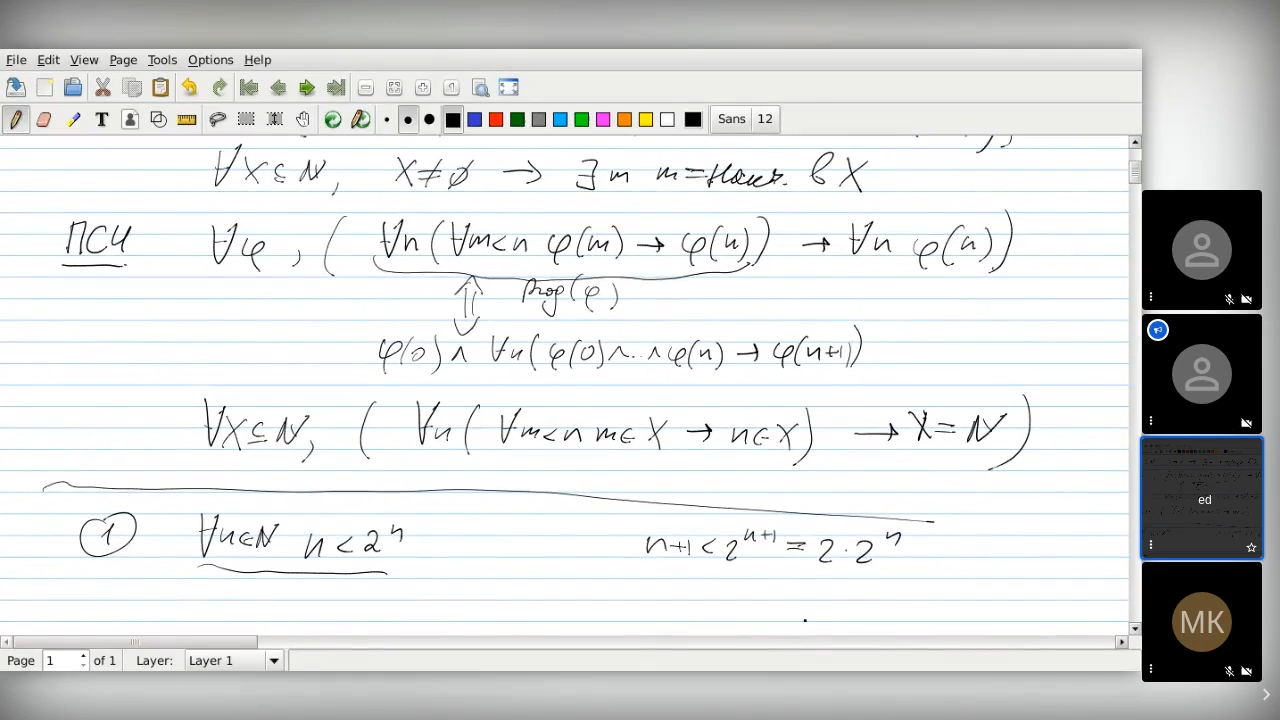 File Edit View Page Tools Options Help
Sans 12
∀X⊆N, X≠∅ → ∃m m=наим. в X
ПСИ ∀φ, (∀n(∀m<n φ(m) → φ(n)) → ∀n φ(n))
prog(φ)
φ(0)∧ ∀n(φ(0)∧..∧φ(n) → φ(n+1))
∀X⊆N, ( ∀n( ∀m<n m∈X → n∈X) → X=N)
① ∀n∈N n<2ⁿ n+1<2ⁿ⁺¹=2·2ⁿ
ed
MK
Page 1 of 1 Layer: Layer 1